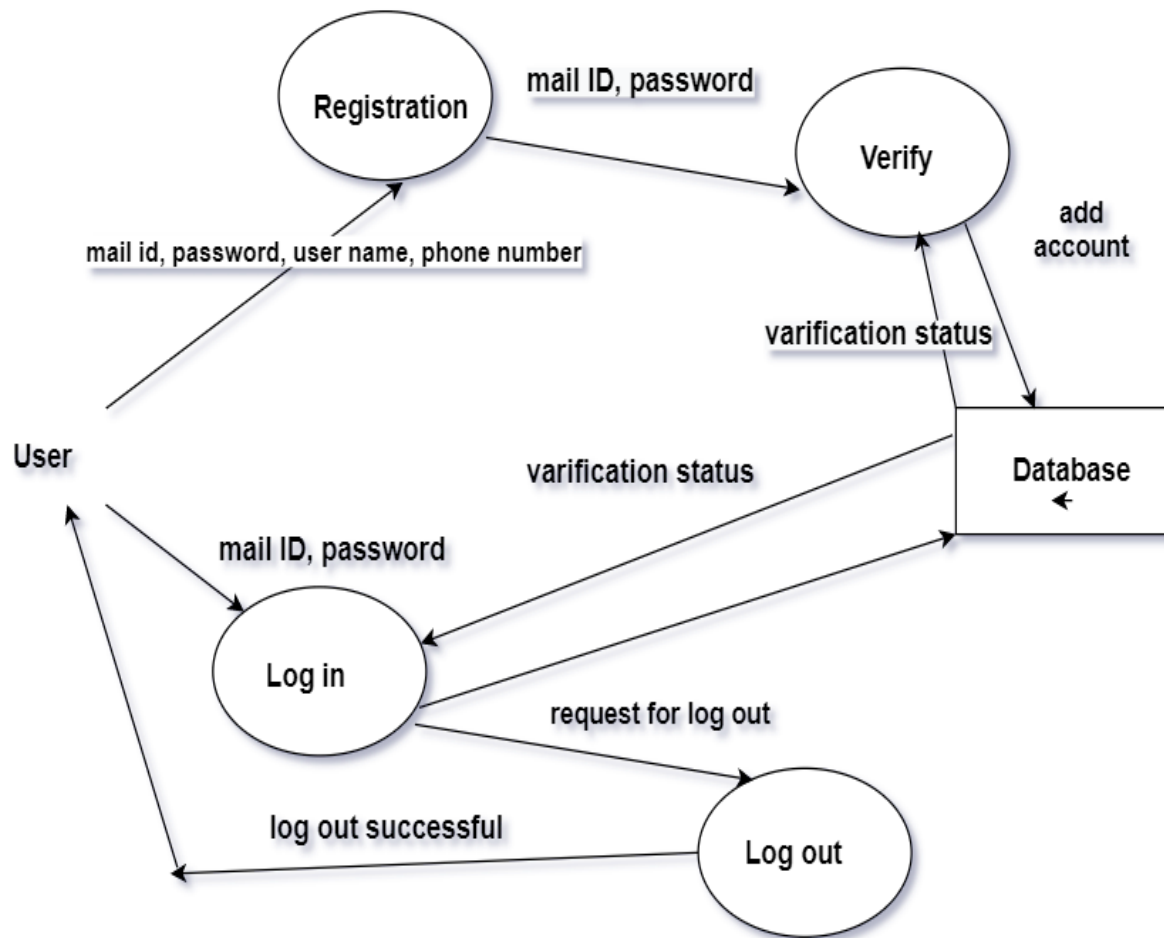 Registration
mail ID, password
Verify
mail id, password, user name, phone number
add
account
varification status
User
varification status
Database
mail ID, password
Log in
request for log out
log out successful
Log out